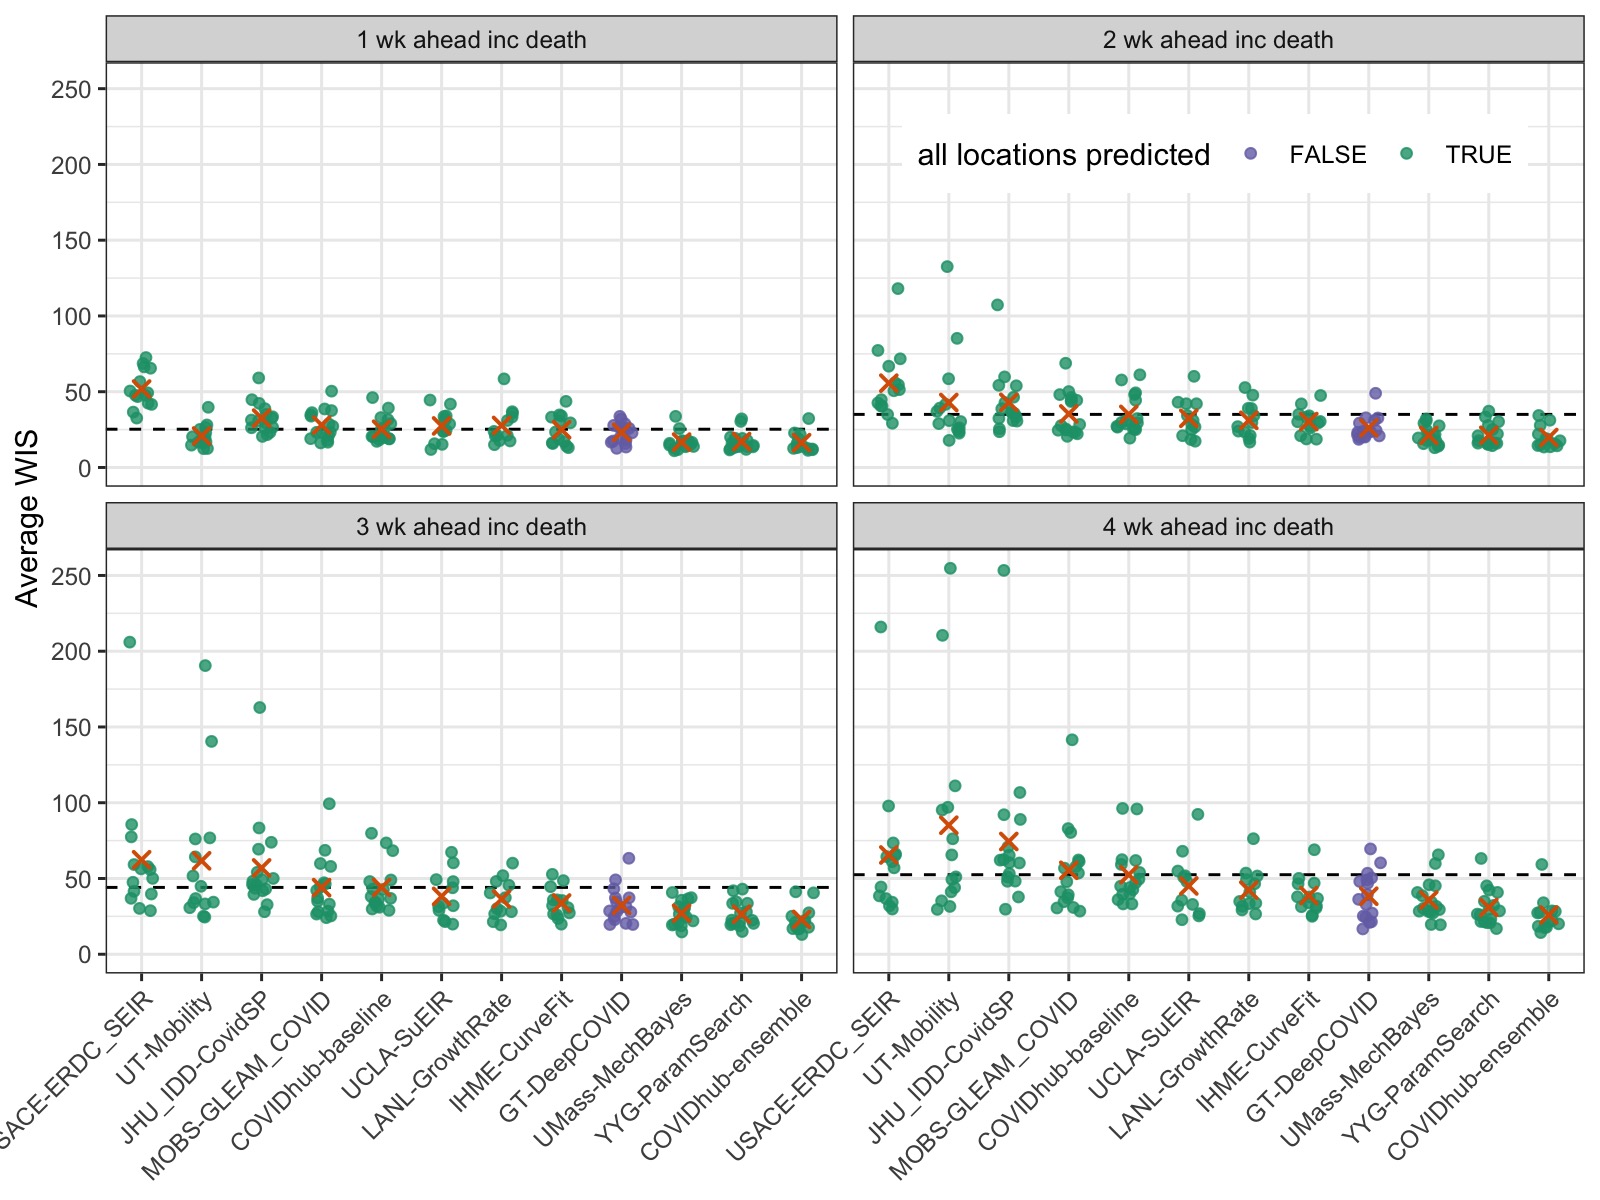 1 wk ahead inc death
2 wk ahead inc death
250
200
150
100
50
0
all locations predicted FALSE TRUE
Average WIS
3 wk ahead inc death
4 wk ahead inc death
250
200
150
100
50
0
SACE-ERDC_SEIR
UT-Mobility
JHU_IDD-CovidSP
MOBS-GLEAM_COVID
COVIDhub-baseline
UCLA-SuEIR
LANL-GrowthRate
IHME-CurveFit
GT-DeepCOVID
UMass-MechBayes
YYG-ParamSearch
COVIDhub-ensemble
USACE-ERDC_SEIR
UT-Mobility
JHU_IDD-CovidSP
MOBS-GLEAM_COVID
COVIDhub-baseline
UCLA-SuEIR
LANL-GrowthRate
IHME-CurveFit
GT-DeepCOVID
UMass-MechBayes
YYG-ParamSearch
COVIDhub-ensemble